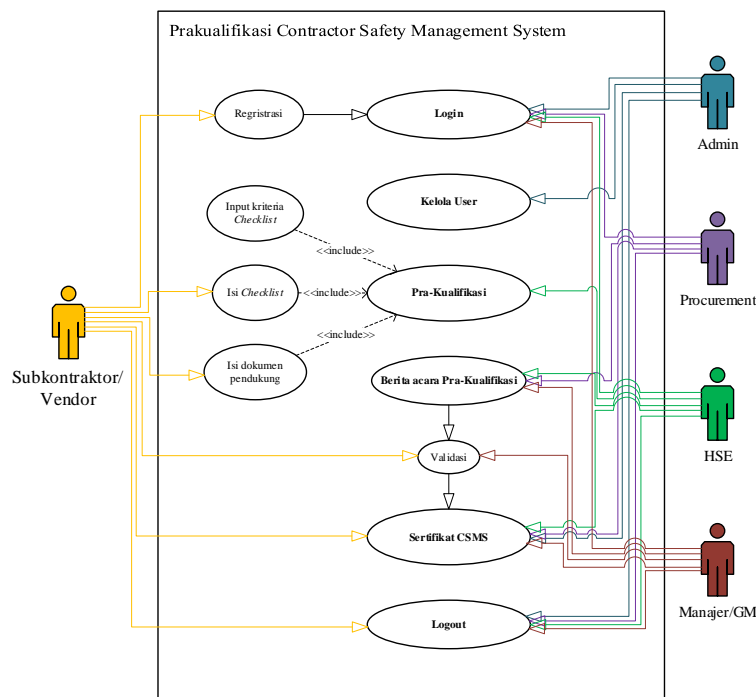 Prakualifikasi Contractor Safety Management System
Regristrasi
Login
Admin
Input kriteria
Checklist
Kelola User
<<include>>
Procurement
Isi Checklist
<<include>>
Pra-Kualifikasi
<<include>>
Subkontraktor/
Vendor
Isi dokumen
pendukung
Berita acara Pra-Kualifikasi
HSE
Validasi
Sertifikat CSMS
Manajer/GM
Logout